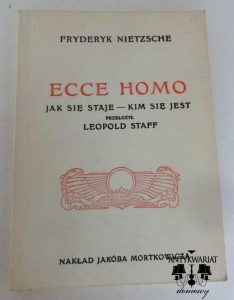 FRYDERYK NIETZSCHE
ECCE HOMO
JAK SIĘ STAJE — KIM SIĘ JEST
PRZEŁOŻYŁ
LEOPOLD STAFF
NAKŁAD JAKÓBA MORTKOWICZA
ANTYKWARIAT
domowy